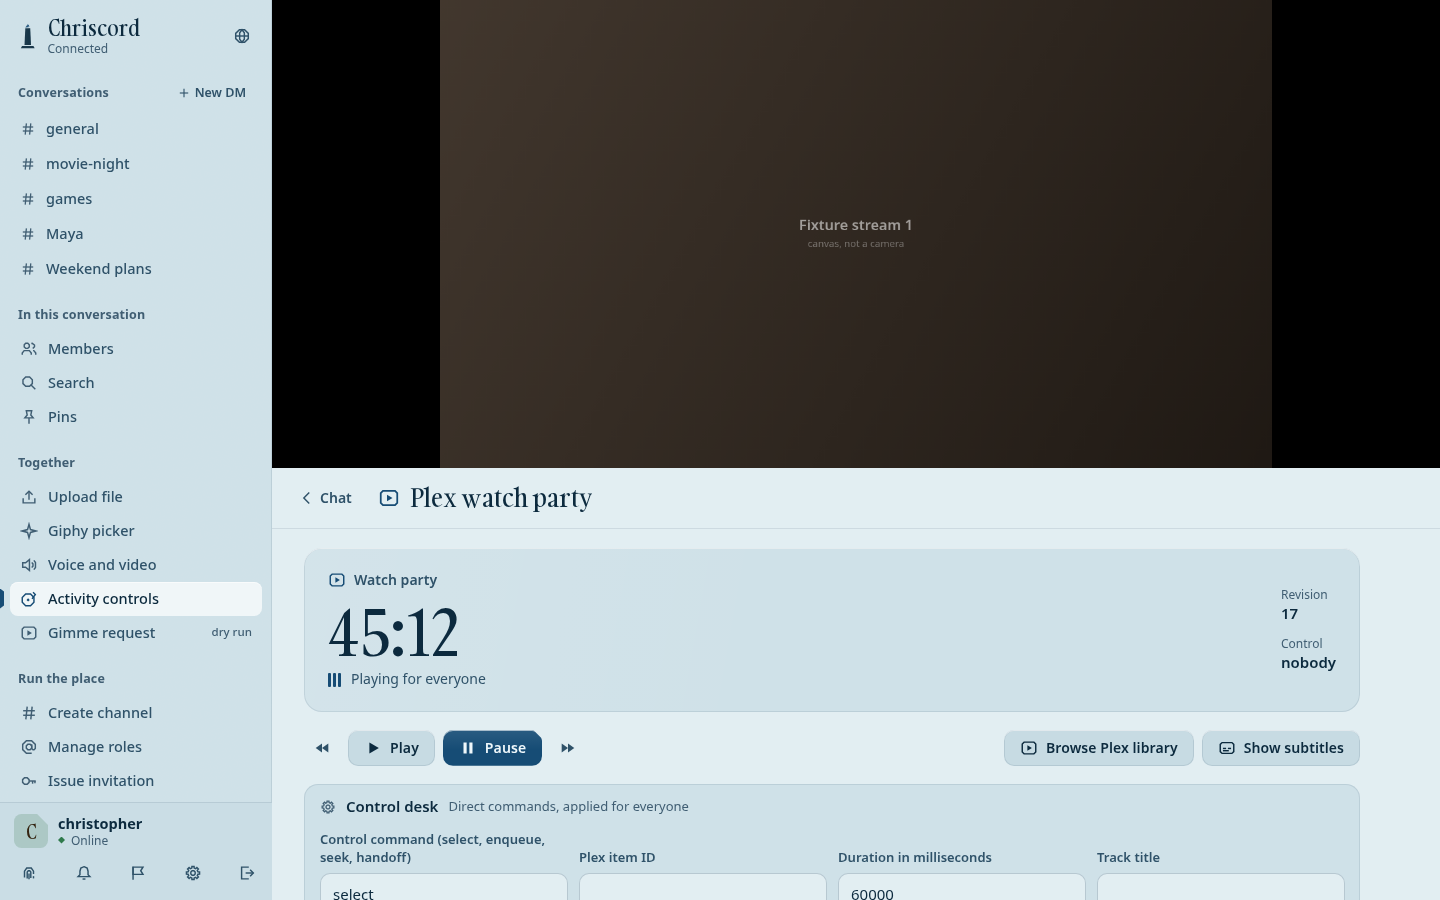 Chriscord
Connected
Conversations
New DM
general
movie-night
games
Maya
Weekend plans
In this conversation
Members
Search
Pins
Together
Upload file
Giphy picker
Voice and video
Activity controls
Gimme request
dry run
Run the place
Create channel
Manage roles
Issue invitation
C
christopher
Online
Fixture stream 1
canvas, not a camera
Chat
Plex watch party
Watch party
45:12
Playing for everyone
Revision
17
Control
nobody
Play
Pause
Browse Plex library
Show subtitles
Control desk
Direct commands, applied for everyone
Control command (select, enqueue,
seek, handoff)
Plex item ID
Duration in milliseconds
Track title
select
60000